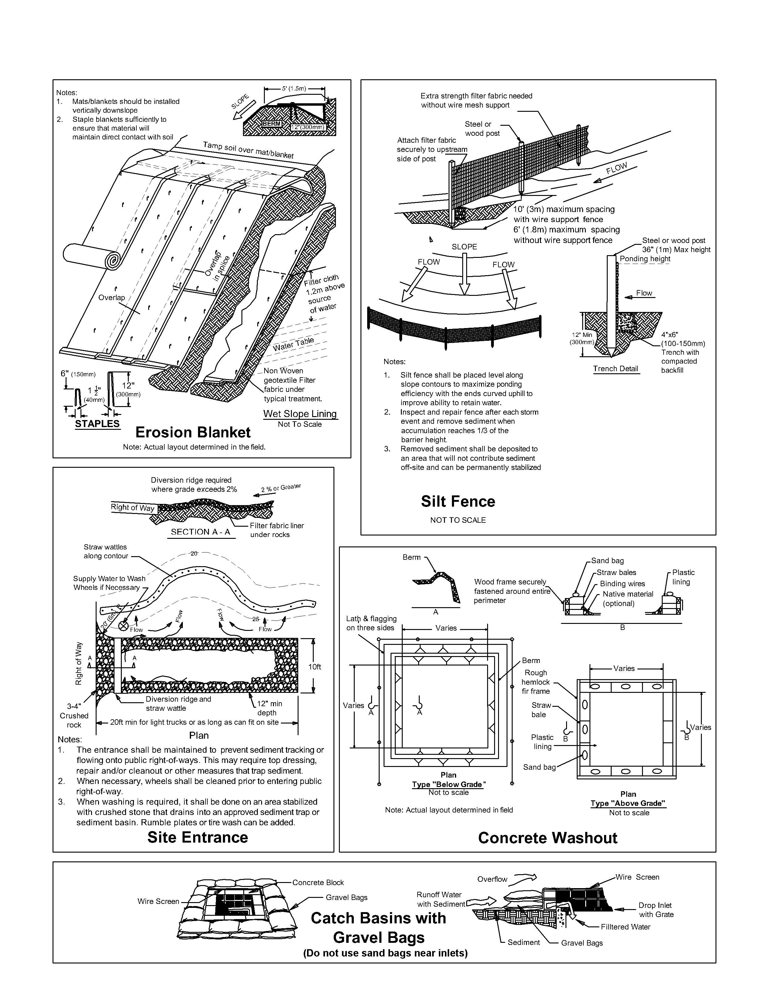 Notes:
1. Mats/blankets should be installed
vertically downslope
2. Staple blankets sufficiently to
ensure that material will
maintain direct contact with soil
5' (1.5m)
SLOPE
BERM
12"(300mm)
Tamp soil over mat/blanket
Overlap
in splice
Overlap
Filter cloth
1.2m above
source
of water
Water Table
6" (150mm)
1 1/2"
(40mm)
12"
(300mm)
STAPLES
Non Woven
geotextile Filter
fabric under
typical treatment.
Wet Slope Lining
Not To Scale
Erosion Blanket
Note: Actual layout determined in the field.
Extra strength filter fabric needed
without wire mesh support
Steel or
wood post
Attach filter fabric
securely to upstream
side of post
FLOW
10' (3m) maximum spacing
with wire support fence
6' (1.8m) maximum spacing
without wire support fence
SLOPE
FLOW
FLOW
Steel or wood post
36" (1m) Max height
Ponding height
Flow
12" Min
(300mm)
4"x6"
(100-150mm)
Trench with
compacted
backfill
Trench Detail
Notes:
1. Silt fence shall be placed level along
slope contours to maximize ponding
efficiency with the ends curved uphill to
improve ability to retain water.
2. Inspect and repair fence after each storm
event and remove sediment when
accumulation reaches 1/3 of the
barrier height.
3. Removed sediment shall be deposited to
an area that will not contribute sediment
off-site and can be permanently stabilized
Silt Fence
NOT TO SCALE
Diversion ridge required
where grade exceeds 2%
2 % or Greater
Right of Way
Filter fabric liner
under rocks
SECTION A - A
Straw wattles
along contour
20
Supply Water to Wash
Wheels if Necessary
20' (6m) R
Flow
Flow
Flow
25
Flow
Right of Way
A
A
10ft
3-4"
Crushed
rock
Diversion ridge and
straw wattle
12" min
depth
20ft min for light trucks or as long as can fit on site
Plan
Notes:
1. The entrance shall be maintained to prevent sediment tracking or
flowing onto public right-of-ways. This may require top dressing,
repair and/or cleanout or other measures that trap sediment.
2. When necessary, wheels shall be cleaned prior to entering public
right-of-way.
3. When washing is required, it shall be done on an area stabilized
with crushed stone that drains into an approved sediment trap or
sediment basin. Rumble plates or tire wash can be added.
Site Entrance
Berm
A
Wood frame securely
fastened around entire
perimeter
Sand bag
Straw bales
Binding wires
Native material
(optional)
Plastic
lining
B
Lath & flagging
on three sides
Varies
Berm
Varies
A
A
Plan
Type "Below Grade"
Not to scale
Note: Actual layout determined in field
Rough
hemlock
fir frame
Straw
bale
Plastic
lining
Sand bag
Varies
B
B
Varies
Plan
Type "Above Grade"
Not to scale
Concrete Washout
Concrete Block
Gravel Bags
Wire Screen
Catch Basins with
Gravel Bags
(Do not use sand bags near inlets)
Overflow
Wire Screen
Runoff Water
with Sediment
Drop Inlet
with Grate
Filltered Water
Sediment
Gravel Bags